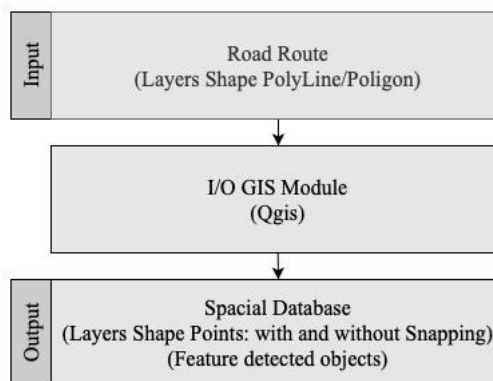 Input
Road Route
(Layers Shape PolyLine/Poligon)
I/O GIS Module
(Qgis)
Output
Spacial Database
(Layers Shape Points: with and without Snapping)
(Feature detected objects)